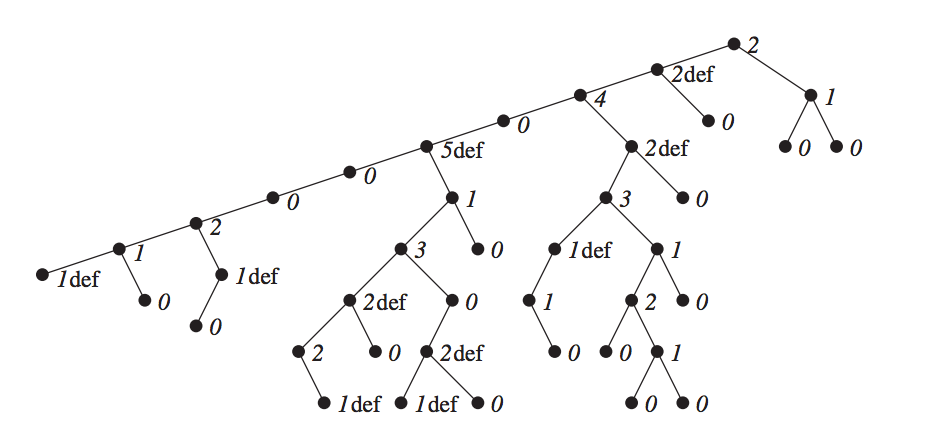 2
2def
4 1
0 0
5def 2def 0 0
0
0 1 3 0
2
1 3 0 1def 1
1def 1def
0 2def 0 1 2 0
0
2 0 2def 0 0 1
1def 1def 0 0 0